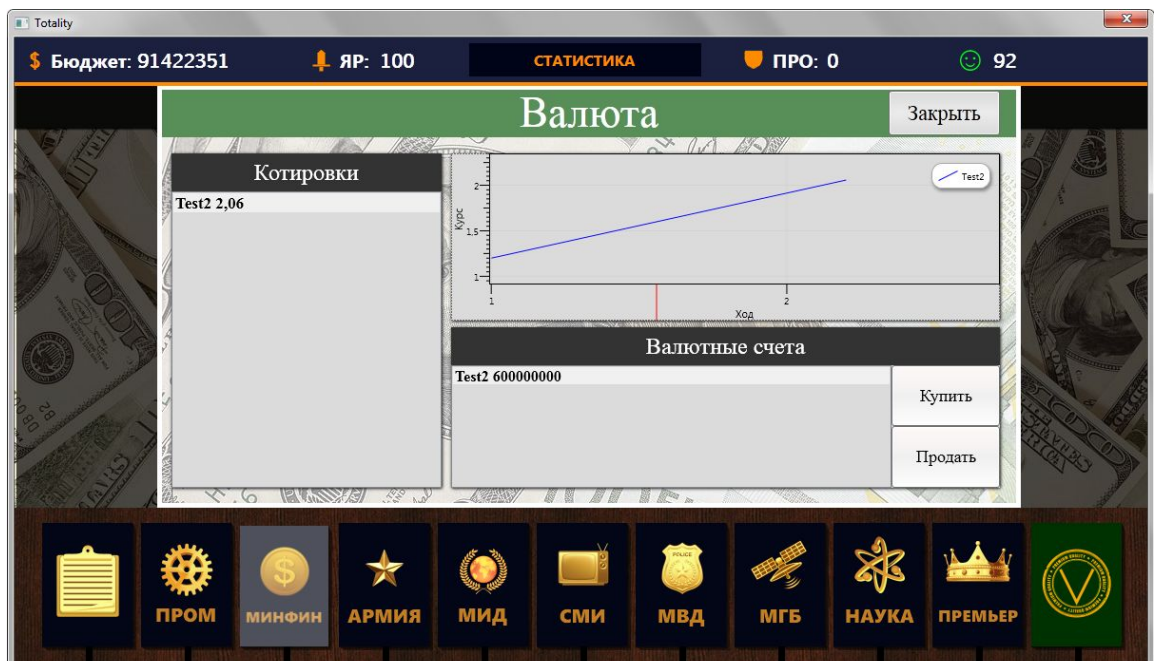 Totality
Бюджет: 91422351
ЯР: 100
СТАТИСТИКА
ПРО: 0
92
Валюта
Закрыть
Котировки
Test2 2,06
Курс
2
1,5
1
Test2
1
2
Ход
Валютные счета
Test2 600000000
Купить
Продать
ПРОМ
МИНФИН
АРМИЯ
МИД
СМИ
POLICE
МВД
МГБ
НАУКА
ПРЕМЬЕР